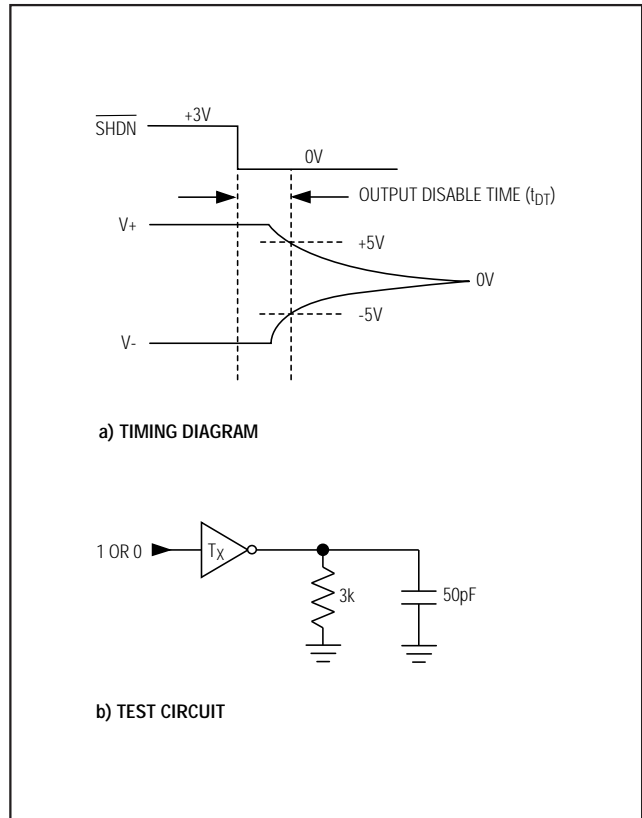 +3V
SHDN
0V
OUTPUT DISABLE TIME (tDT)
V+
+5V
0V
-5V
V-
a) TIMING DIAGRAM
1 OR 0
TX
3k
50pF
b) TEST CIRCUIT